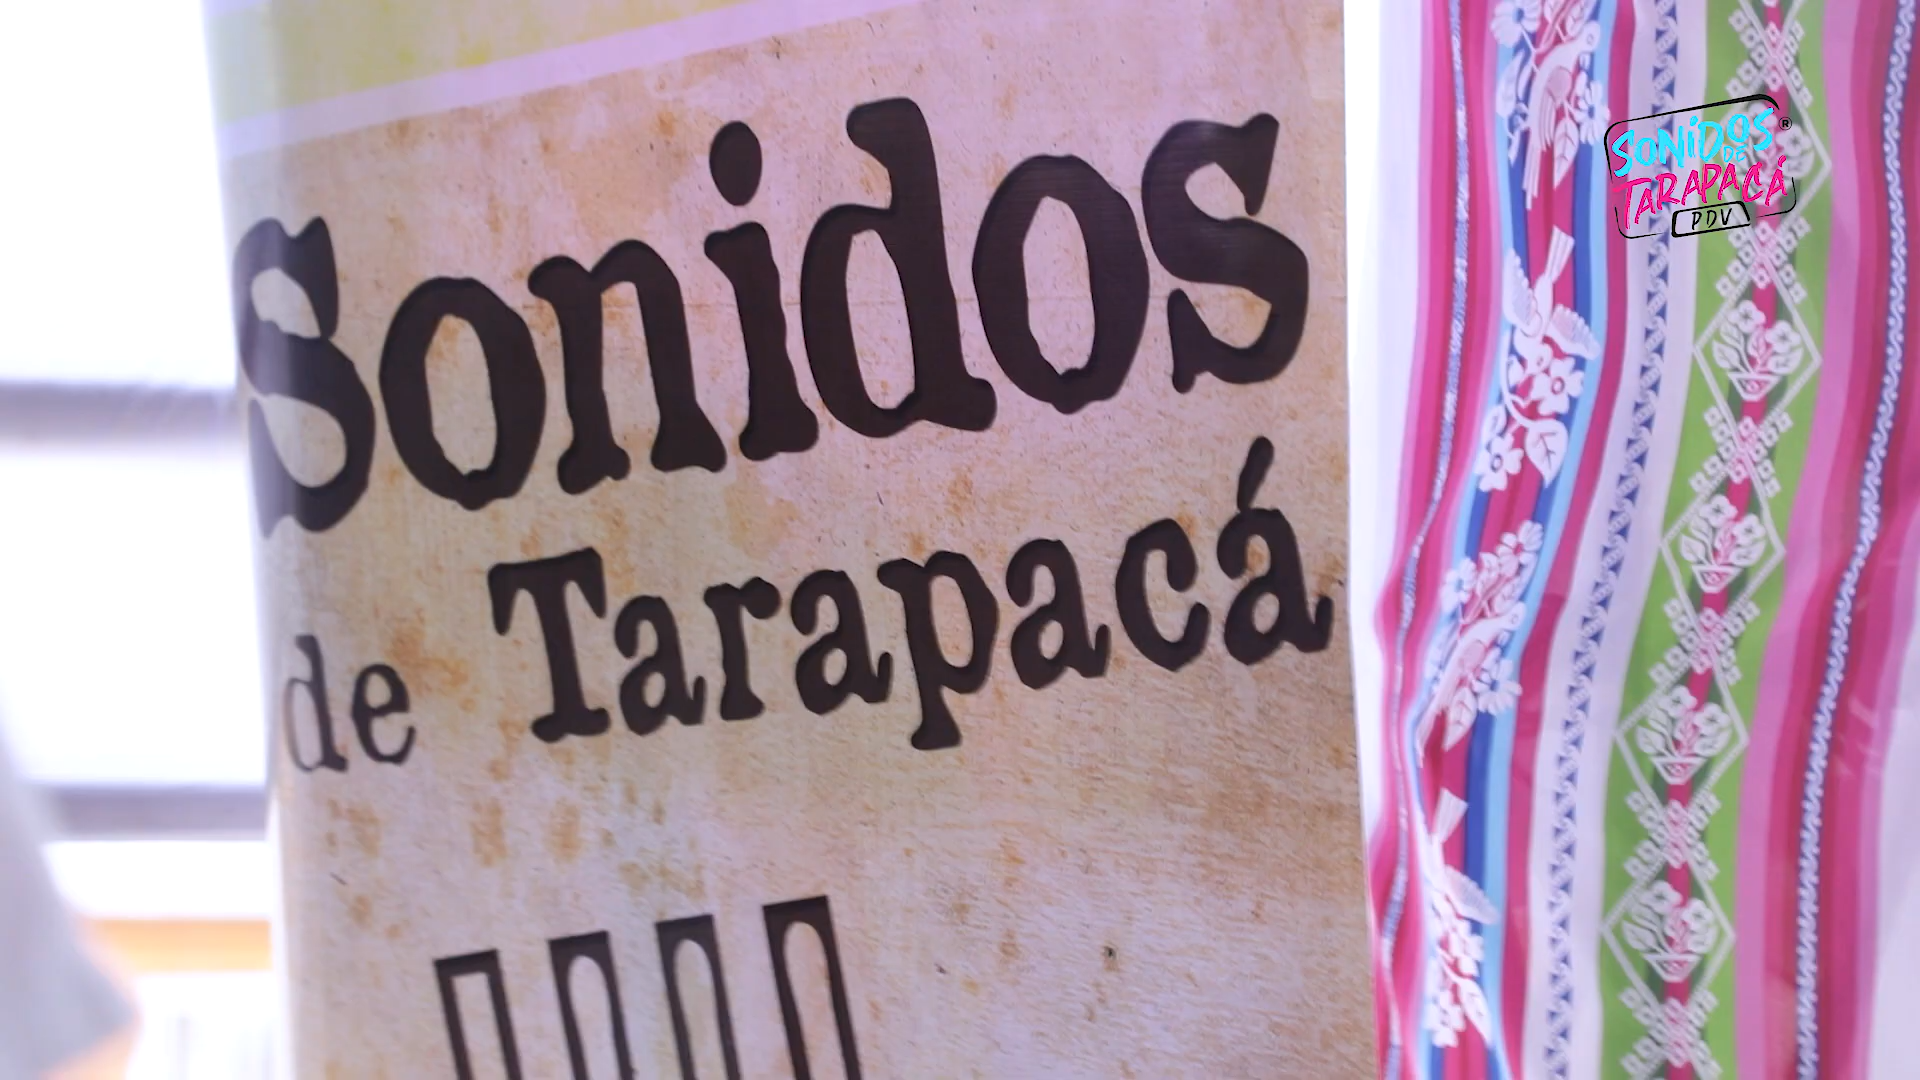 Sonidos
de Tarapacá
SONIDOS ®
DE
TARAPACÁ
PDV